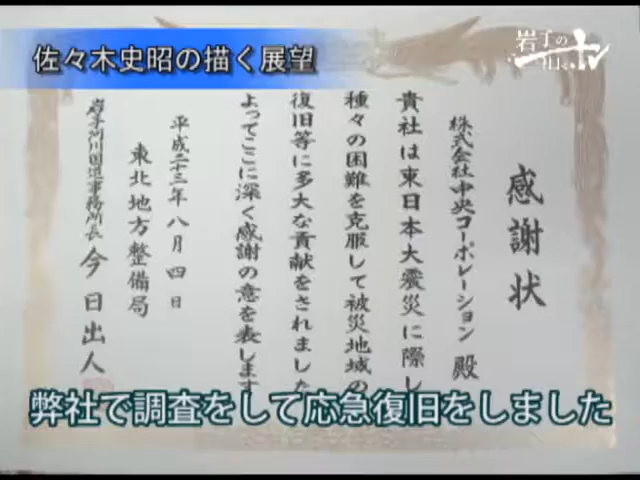 佐々木史昭の描く展望
岩手の
感謝状
株式会社中央コーポレーション 殿
貴社は東日本大震災に際し
種々の困難を克服して被災地域の
復旧等に多大な貢献をされました
よってここに深く感謝の意を表します
平成二十三年八月四日
東北地方整備局
岩手河川国道事務所長 今日出人
弊社で調査をして応急復旧をしました